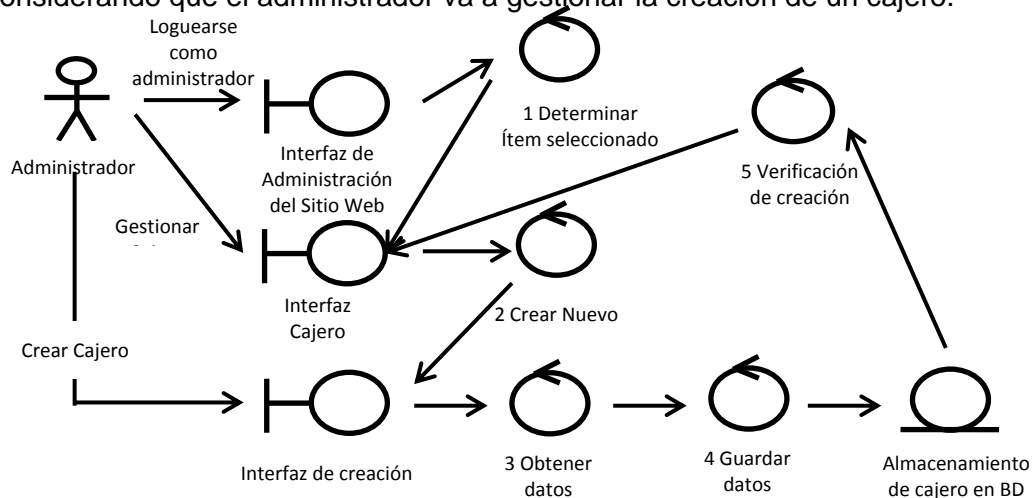 onsiderando que el administrador va a gestionar la creación de un cajero.
Loguearse
como
administrador
1 Determinar
Ítem seleccionado
Administrador
Interfaz de
Administración
del Sitio Web
5 Verificación
de creación
Gestionar
Interfaz
Cajero
2 Crear Nuevo
Crear Cajero
Interfaz de creación
3 Obtener
datos
4 Guardar
datos
Almacenamiento
de cajero en BD